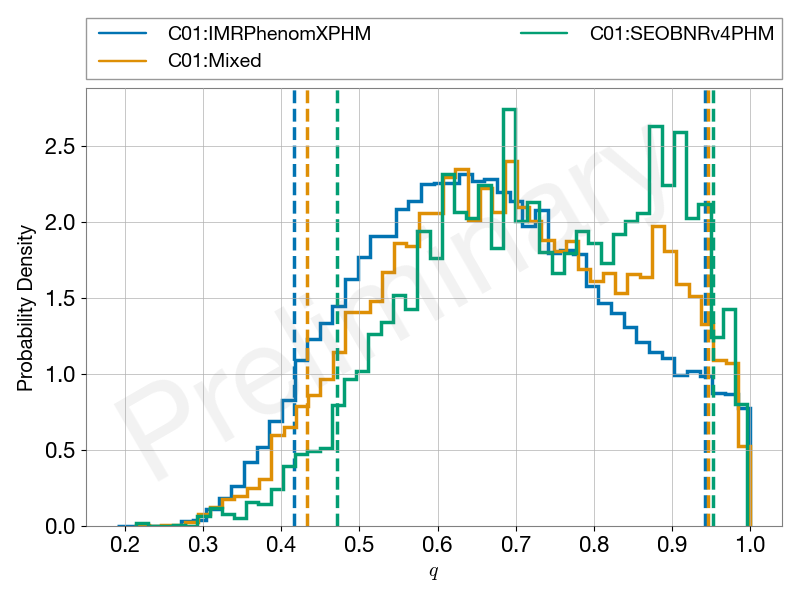 C01:IMRPhenomXPHM
C01:Mixed
C01:SEOBNRv4PHM
Probability Density
2.5
2.0
1.5
1.0
0.5
0.0
Preliminary
0.2 0.3 0.4 0.5 0.6 0.7 0.8 0.9 1.0
q